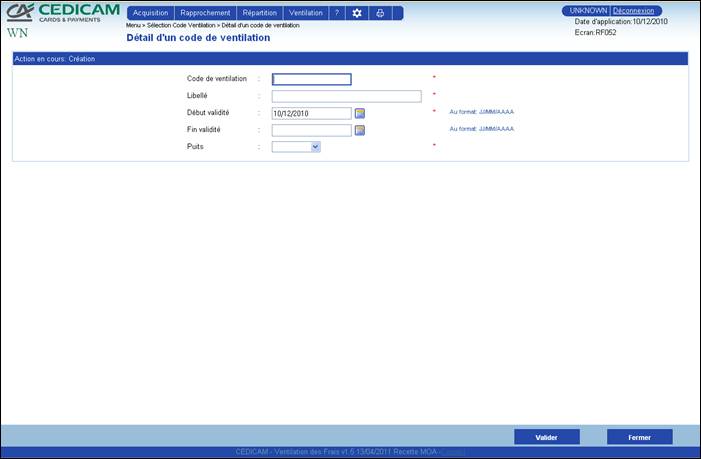 CEDICAM
CARDS & PAYMENTS
WN
Acquisition Rapprochement Répartition Ventilation ?
UNKNOWN Déconnexion
Date d'application:10/12/2010
Ecran:RF052
Menu > Sélection Code Ventilation > Détail d'un code de ventilation
Détail d'un code de ventilation
Action en cours: Création
Code de ventilation : *
Libellé : *
Début validité : 10/12/2010 * Au format: JJ/MM/AAAA
Fin validité : Au format: JJ/MM/AAAA
Puits : *
Valider Fermer
CEDICAM - Ventilation des Frais v1.6 13/04/2011 Recette MOA -